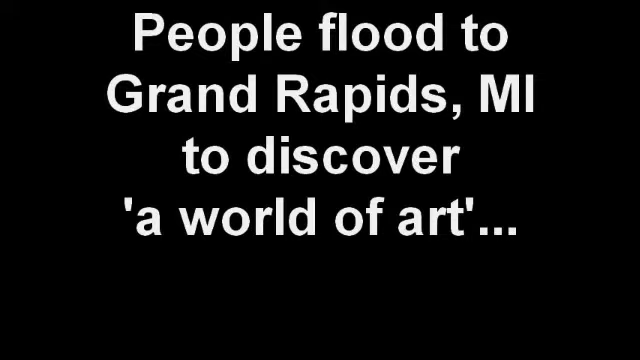 People flood to
Grand Rapids, MI
to discover
'a world of art'...